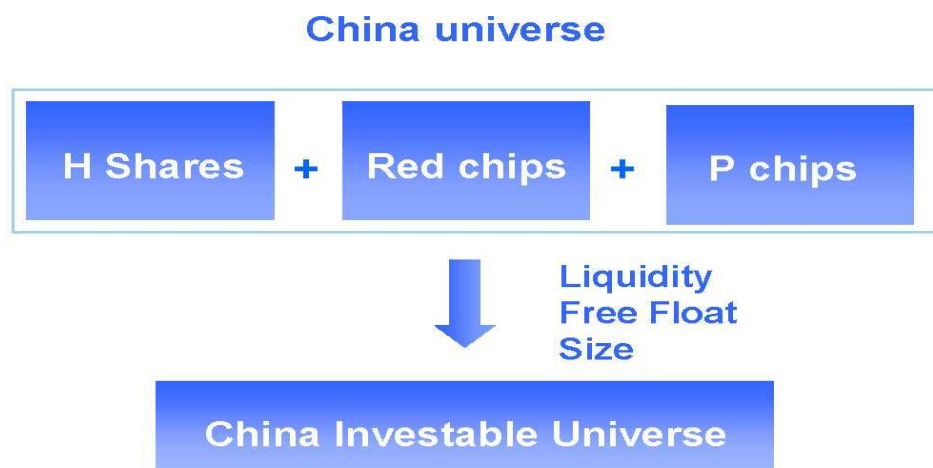 China universe
H Shares + Red chips + P chips
Liquidity
Free Float
Size
China Investable Universe